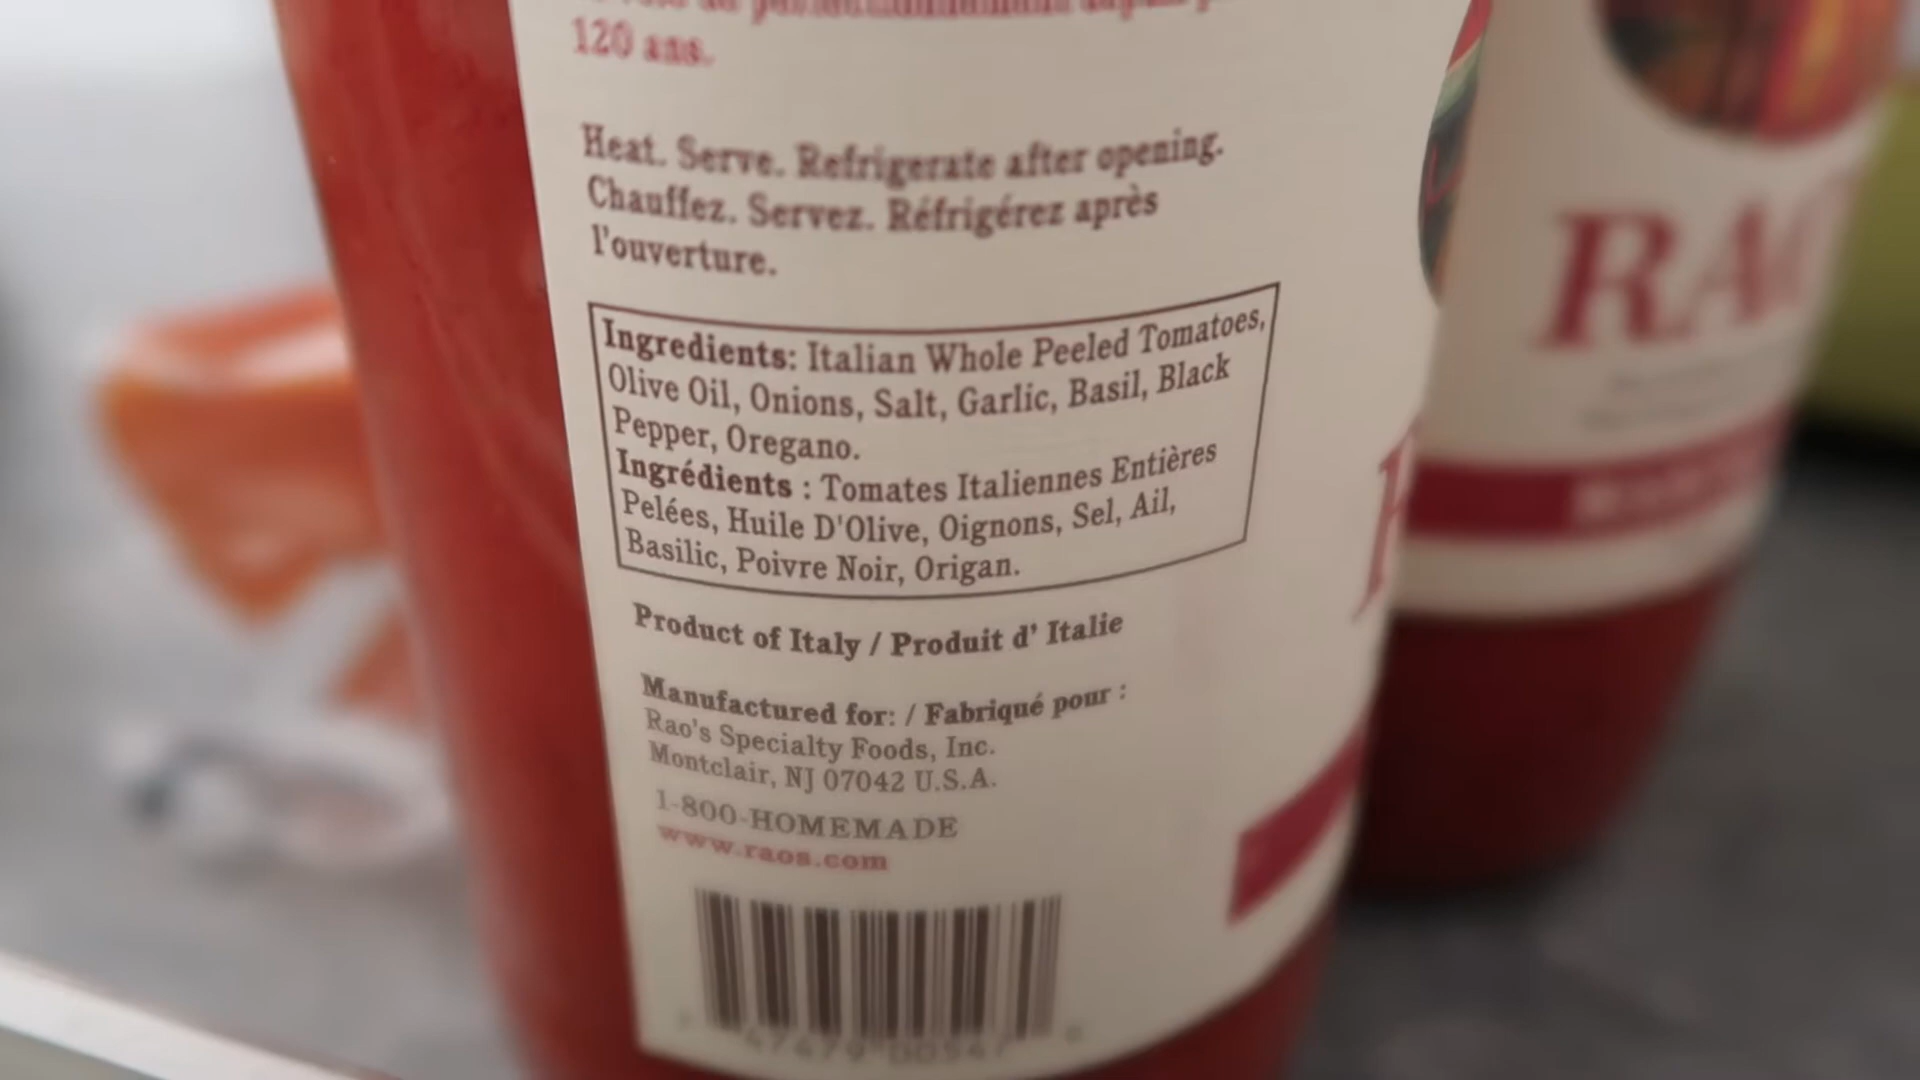 120 ans.
Heat. Serve. Refrigerate after opening.
Chauffez. Servez. Réfrigérez après
l'ouverture.
Ingredients: Italian Whole Peeled Tomatoes,
Olive Oil, Onions, Salt, Garlic, Basil, Black
Pepper, Oregano.
Ingrédients : Tomates Italiennes Entières
Pelées, Huile D'Olive, Oignons, Sel, Ail,
Basilic, Poivre Noir, Origan.
Product of Italy / Produit d' Italie
Manufactured for: / Fabriqué pour :
Rao's Specialty Foods, Inc.
Montclair, NJ 07042 U.S.A.
1-800-HOMEMADE
www.raos.com
RAO